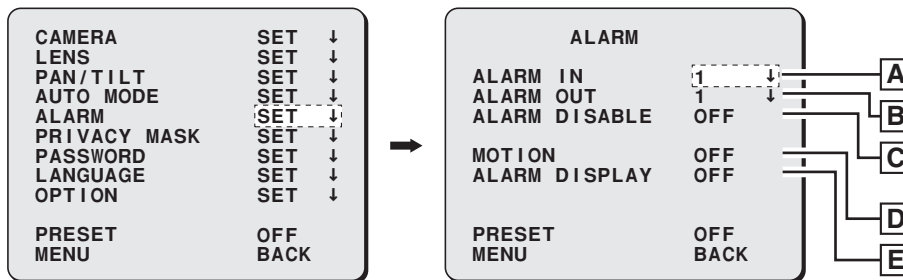 CAMERA SET ↓
LENS SET ↓
PAN/TILT SET ↓
AUTO MODE SET ↓
ALARM SET ↓
PRIVACY MASK SET ↓
PASSWORD SET ↓
LANGUAGE SET ↓
OPTION SET ↓
PRESET OFF
MENU BACK
➡
ALARM
ALARM IN 1 ↓
ALARM OUT 1 ↓
ALARM DISABLE OFF
MOTION OFF
ALARM DISPLAY OFF
PRESET OFF
MENU BACK
A
B
C
D
E